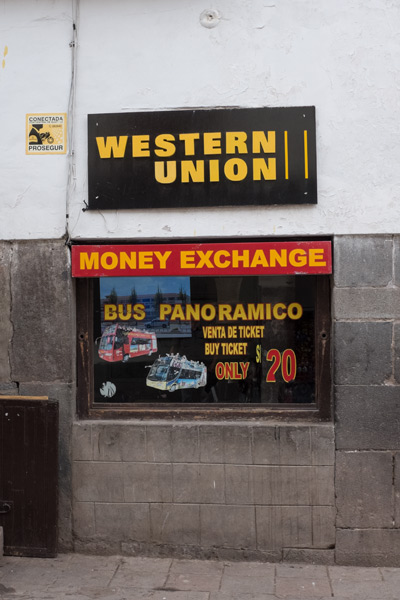 CONECTADA
PROSEGUR
WESTERN
UNION
MONEY EXCHANGE
BUS PANORAMICO
VENTA DE TICKET
BUY TICKET
ONLY
S/ 20